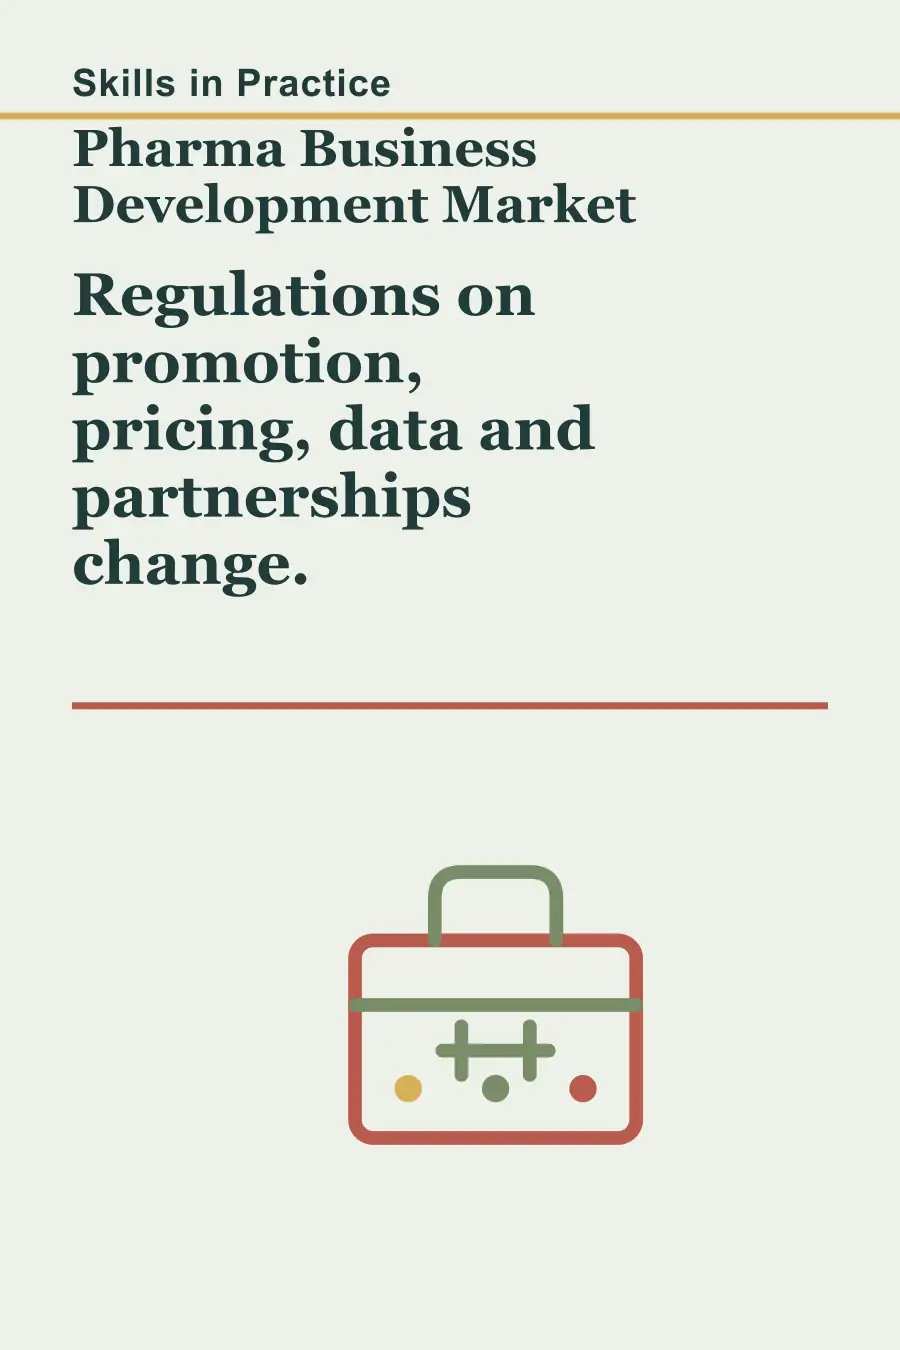 Skills in Practice
Pharma Business
Development Market
Regulations on
promotion,
pricing, data and
partnerships
change.